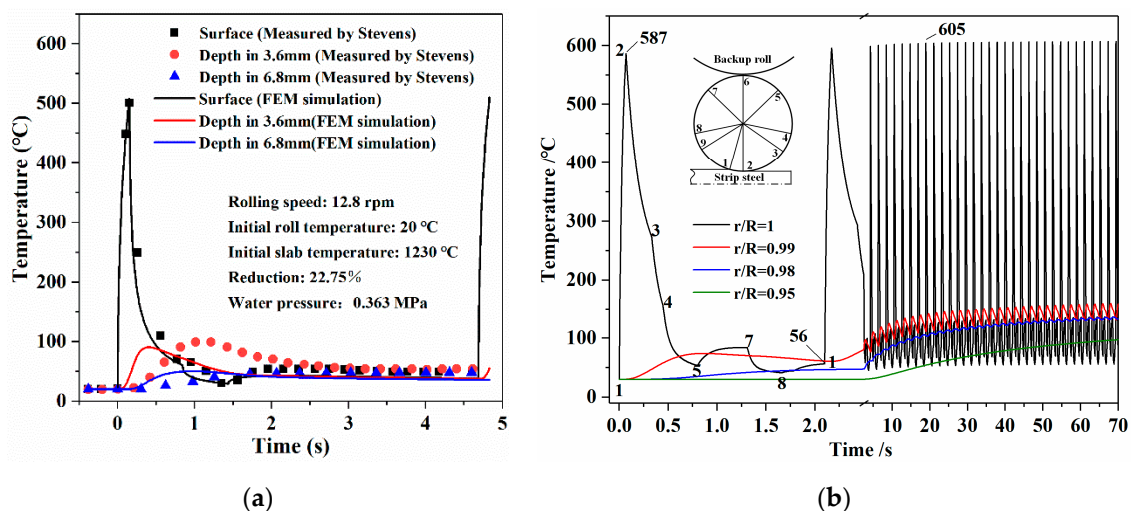 600
500
400
300
200
100
0
Temperature (℃)
0
1
2
3
4
5
Time (s)
Surface (Measured by Stevens)
Depth in 3.6mm (Measured by Stevens)
Depth in 6.8mm (Measured by Stevens)
Surface (FEM simulation)
Depth in 3.6mm(FEM simulation)
Depth in 6.8mm(FEM simulation)
Rolling speed: 12.8 rpm
Initial roll temperature: 20 ℃
Initial slab temperature: 1230 ℃
Reduction: 22.75%
Water pressure: 0.363 MPa
(a)
600
500
400
300
200
100
0
Temperature /℃
0.0 0.5 1.0 1.5 2.0 10 20 30 40 50 60 70
Time /s
2 587
605
Backup roll
6
7
5
8
4
9
3
1
2
Strip steel
3
4
r/R=1
r/R=0.99
r/R=0.98
r/R=0.95
56
7
5
8
1
1
(b)